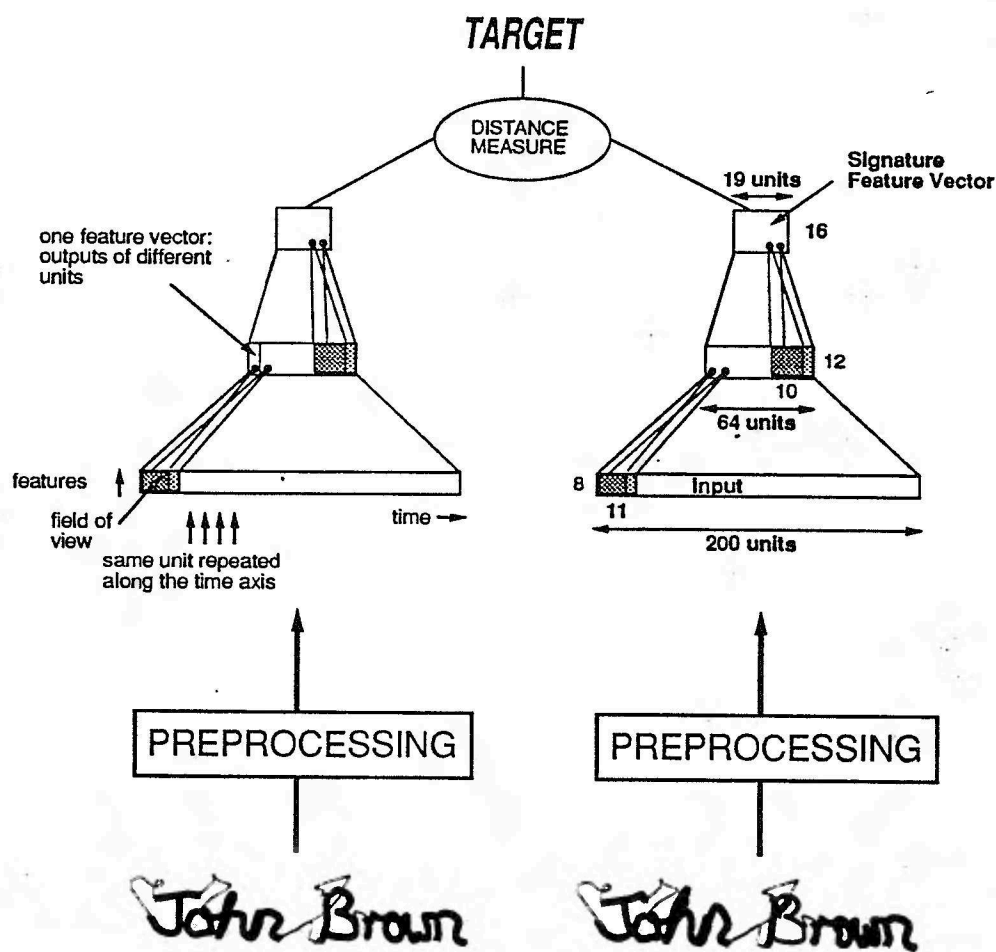 TARGET
DISTANCE
MEASURE
19 units
Signature
Feature Vector
16
one feature vector:
outputs of different
units
12
10
64 units
features
field of
view
time
same unit repeated
along the time axis
8
Input
11
200 units
PREPROCESSING
PREPROCESSING
John Brown
John Brown